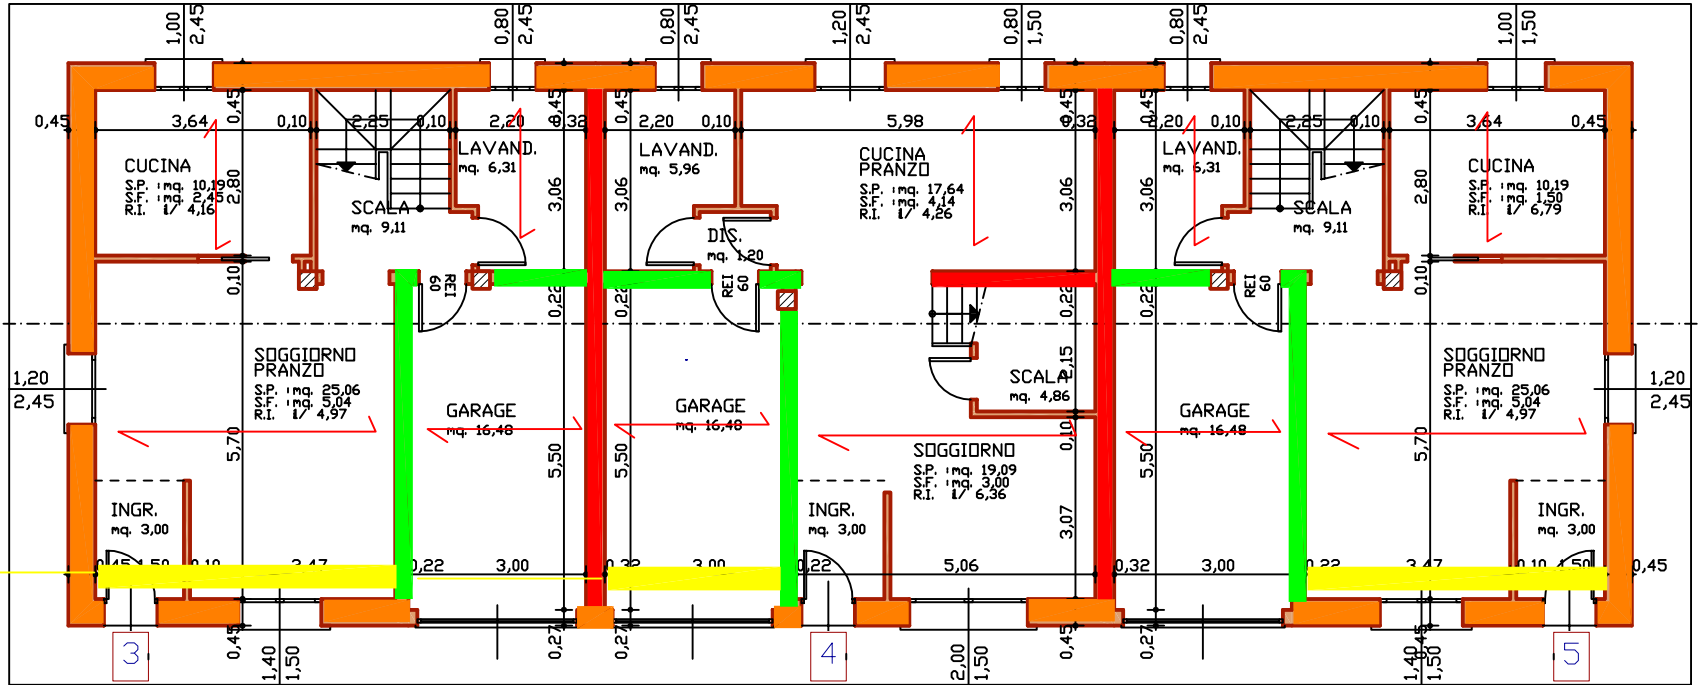 1,00
2,45
0,80
2,45
0,80
2,45
1,20
2,45
0,80
1,50
0,80
2,45
1,00
1,50
0,45
0,45
0,45
0,45
0,45
0,45
0,45
3,64
0,10
2,25
0,10
2,20
0,32
2,20
0,10
5,98
0,32
2,20
0,10
2,25
0,10
3,64
0,45
CUCINA
S.P. : mq. 10,19
S.F. : mq. 2,45
R.I. 1/ 4,16
2,80
SCALA
mq. 9,11
LAVAND.
mq. 6,31
3,06
3,06
LAVAND.
mq. 5,96
DIS.
mq. 1,20
CUCINA
PRANZO
S.P. : mq. 17,64
S.F. : mq. 4,14
R.I. 1/ 4,26
3,06
3,06
LAVAND.
mq. 6,31
SCALA
mq. 9,11
2,80
CUCINA
S.P. : mq. 10,19
S.F. : mq. 1,50
R.I. 1/ 6,79
0,10
REI
60
0,22
0,22
REI
60
0,22
REI
60
0,10
1,20
2,45
SOGGIORNO
PRANZO
S.P. : mq. 25,06
S.F. : mq. 5,04
R.I. 1/ 4,97
GARAGE
mq. 16,48
GARAGE
mq. 16,48
2,15
SCALA
mq. 4,86
0,10
GARAGE
mq. 16,48
SOGGIORNO
PRANZO
S.P. : mq. 25,06
S.F. : mq. 5,04
R.I. 1/ 4,97
1,20
2,45
5,70
5,50
5,50
SOGGIORNO
S.P. : mq. 19,09
S.F. : mq. 3,00
R.I. 1/ 6,36
5,50
5,70
INGR.
mq. 3,00
INGR.
mq. 3,00
3,07
INGR.
mq. 3,00
0,45
1,50
0,10
3,47
0,22
3,00
0,32
3,00
0,22
5,06
0,32
3,00
0,22
3,47
0,10
1,50
0,45
0,45
0,27
0,27
0,45
0,27
0,45
3
1,40
1,50
4
2,00
1,50
1,40
1,50
5